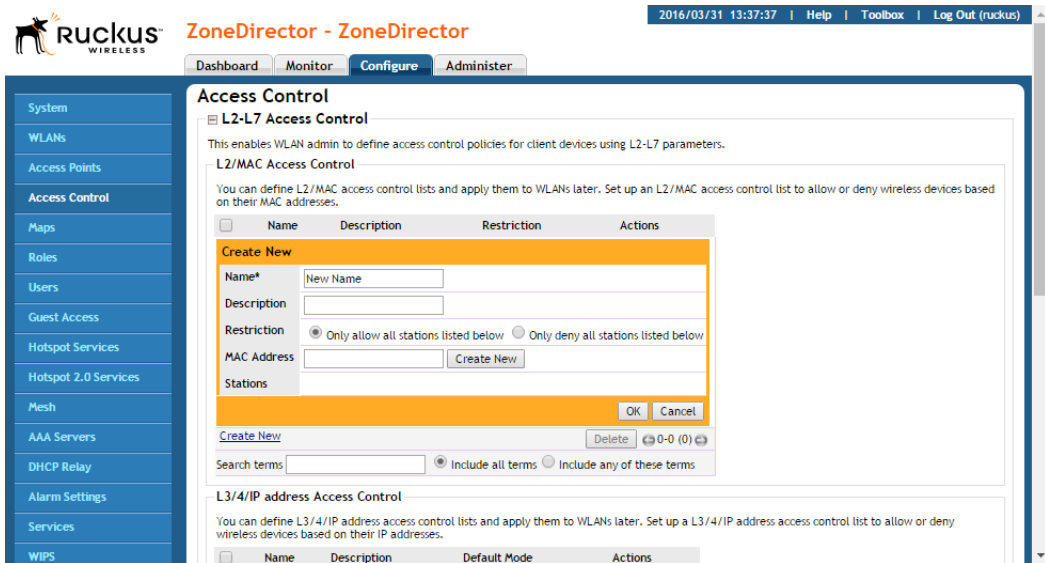 2016/03/31 13:37:37 | Help | Toolbox | Log Out (ruckus)
RUCKUS™
WIRELESS
ZoneDirector - ZoneDirector
Dashboard Monitor Configure Administer
System
WLANs
Access Points
Access Control
Maps
Roles
Users
Guest Access
Hotspot Services
Hotspot 2.0 Services
Mesh
AAA Servers
DHCP Relay
Alarm Settings
Services
WIPS
Access Control
L2-L7 Access Control
This enables WLAN admin to define access control policies for client devices using L2-L7 parameters.
L2/MAC Access Control
You can define L2/MAC access control lists and apply them to WLANs later. Set up an L2/MAC access control list to allow or deny wireless devices based
on their MAC addresses.
Name Description Restriction Actions
Create New
Name* New Name
Description
Restriction Only allow all stations listed below Only deny all stations listed below
MAC Address Create New
Stations
OK Cancel
Create New Delete 0-0 (0)
Search terms Include all terms Include any of these terms
L3/4/IP address Access Control
You can define L3/4/IP address access control lists and apply them to WLANs later. Set up a L3/4/IP address access control list to allow or deny
wireless devices based on their IP addresses.
Name Description Default Mode Actions